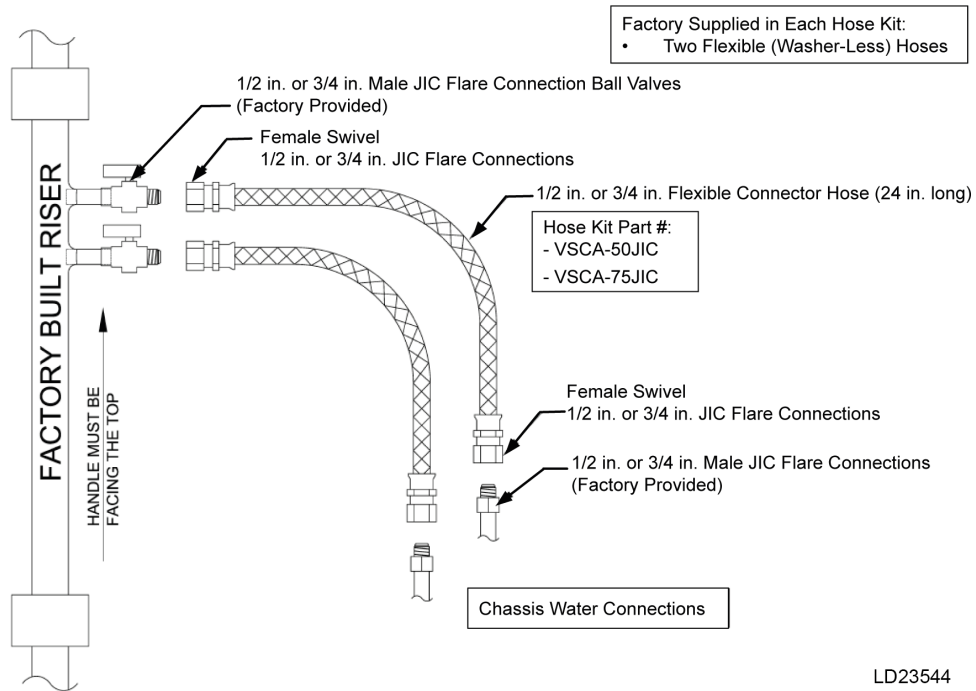 Factory Supplied in Each Hose Kit:
• Two Flexible (Washer-Less) Hoses
1/2 in. or 3/4 in. Male JIC Flare Connection Ball Valves
(Factory Provided)
Female Swivel
1/2 in. or 3/4 in. JIC Flare Connections
1/2 in. or 3/4 in. Flexible Connector Hose (24 in. long)
Hose Kit Part #:
- VSCA-50JIC
- VSCA-75JIC
FACTORY BUILT RISER
HANDLE MUST BE
FACING THE TOP
Female Swivel
1/2 in. or 3/4 in. JIC Flare Connections
1/2 in. or 3/4 in. Male JIC Flare Connections
(Factory Provided)
Chassis Water Connections
LD23544